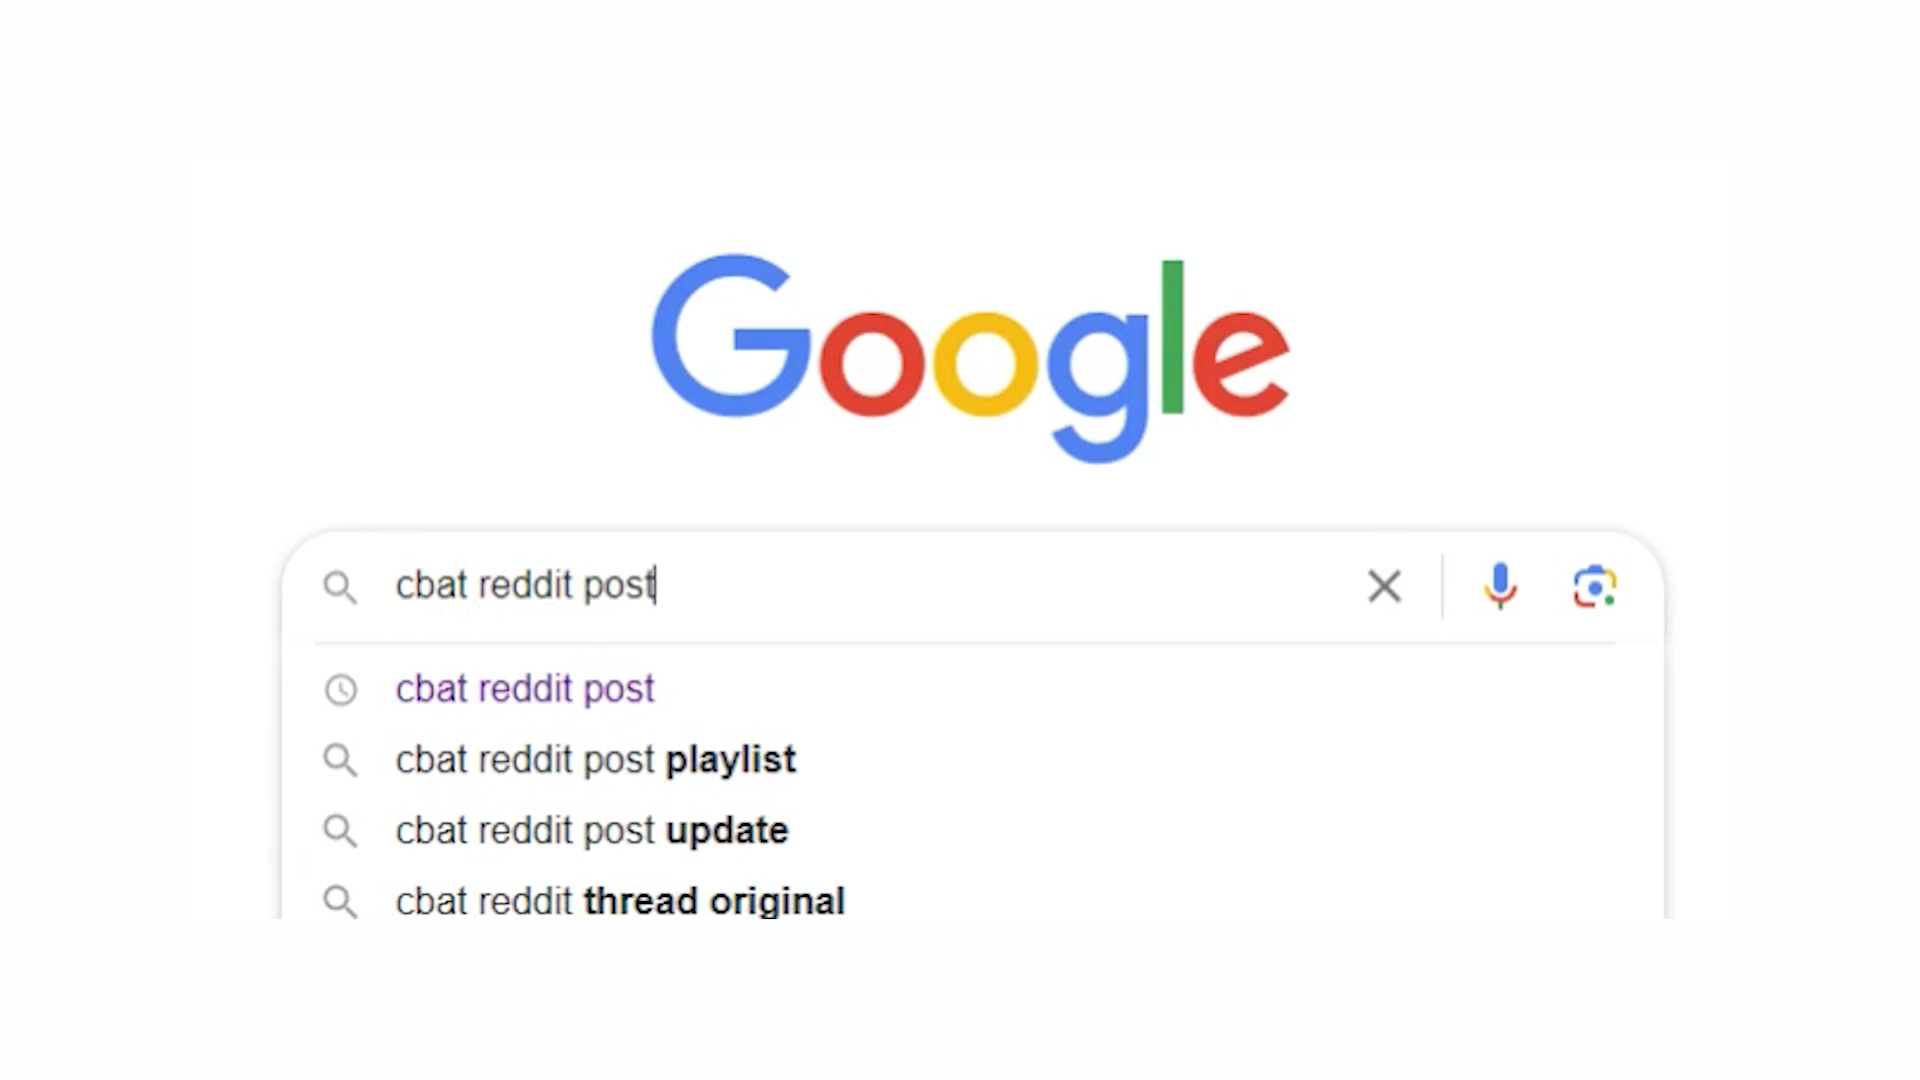 Google
cbat reddit post
cbat reddit post
cbat reddit post playlist
cbat reddit post update
cbat reddit thread original